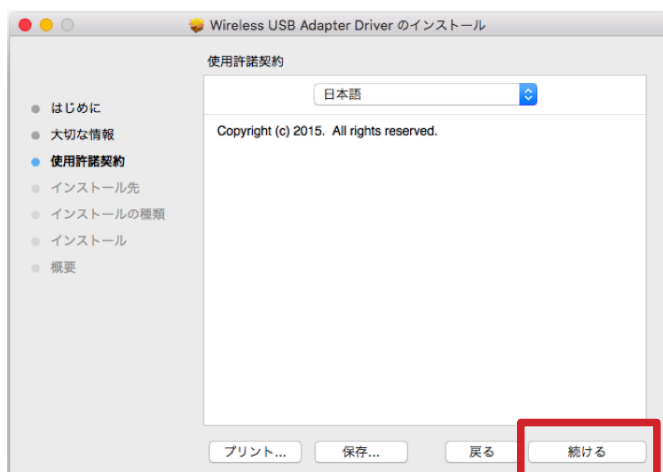 Wireless USB Adapter Driver のインストール
使用許諾契約
日本語
はじめに
大切な情報
使用許諾契約
インストール先
インストールの種類
インストール
概要
Copyright (c) 2015.  All rights reserved.
プリント... 保存... 戻る 続ける